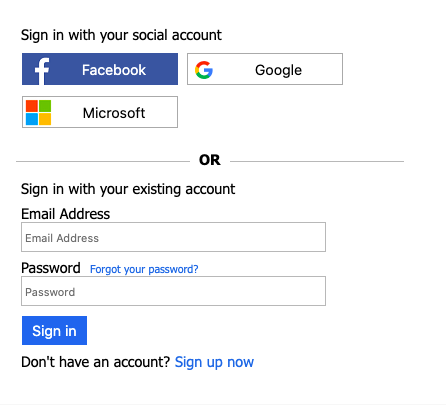 Sign in with your social account
Facebook Google
Microsoft
OR
Sign in with your existing account
Email Address
Email Address
Password Forgot your password?
Password
Sign in
Don't have an account? Sign up now